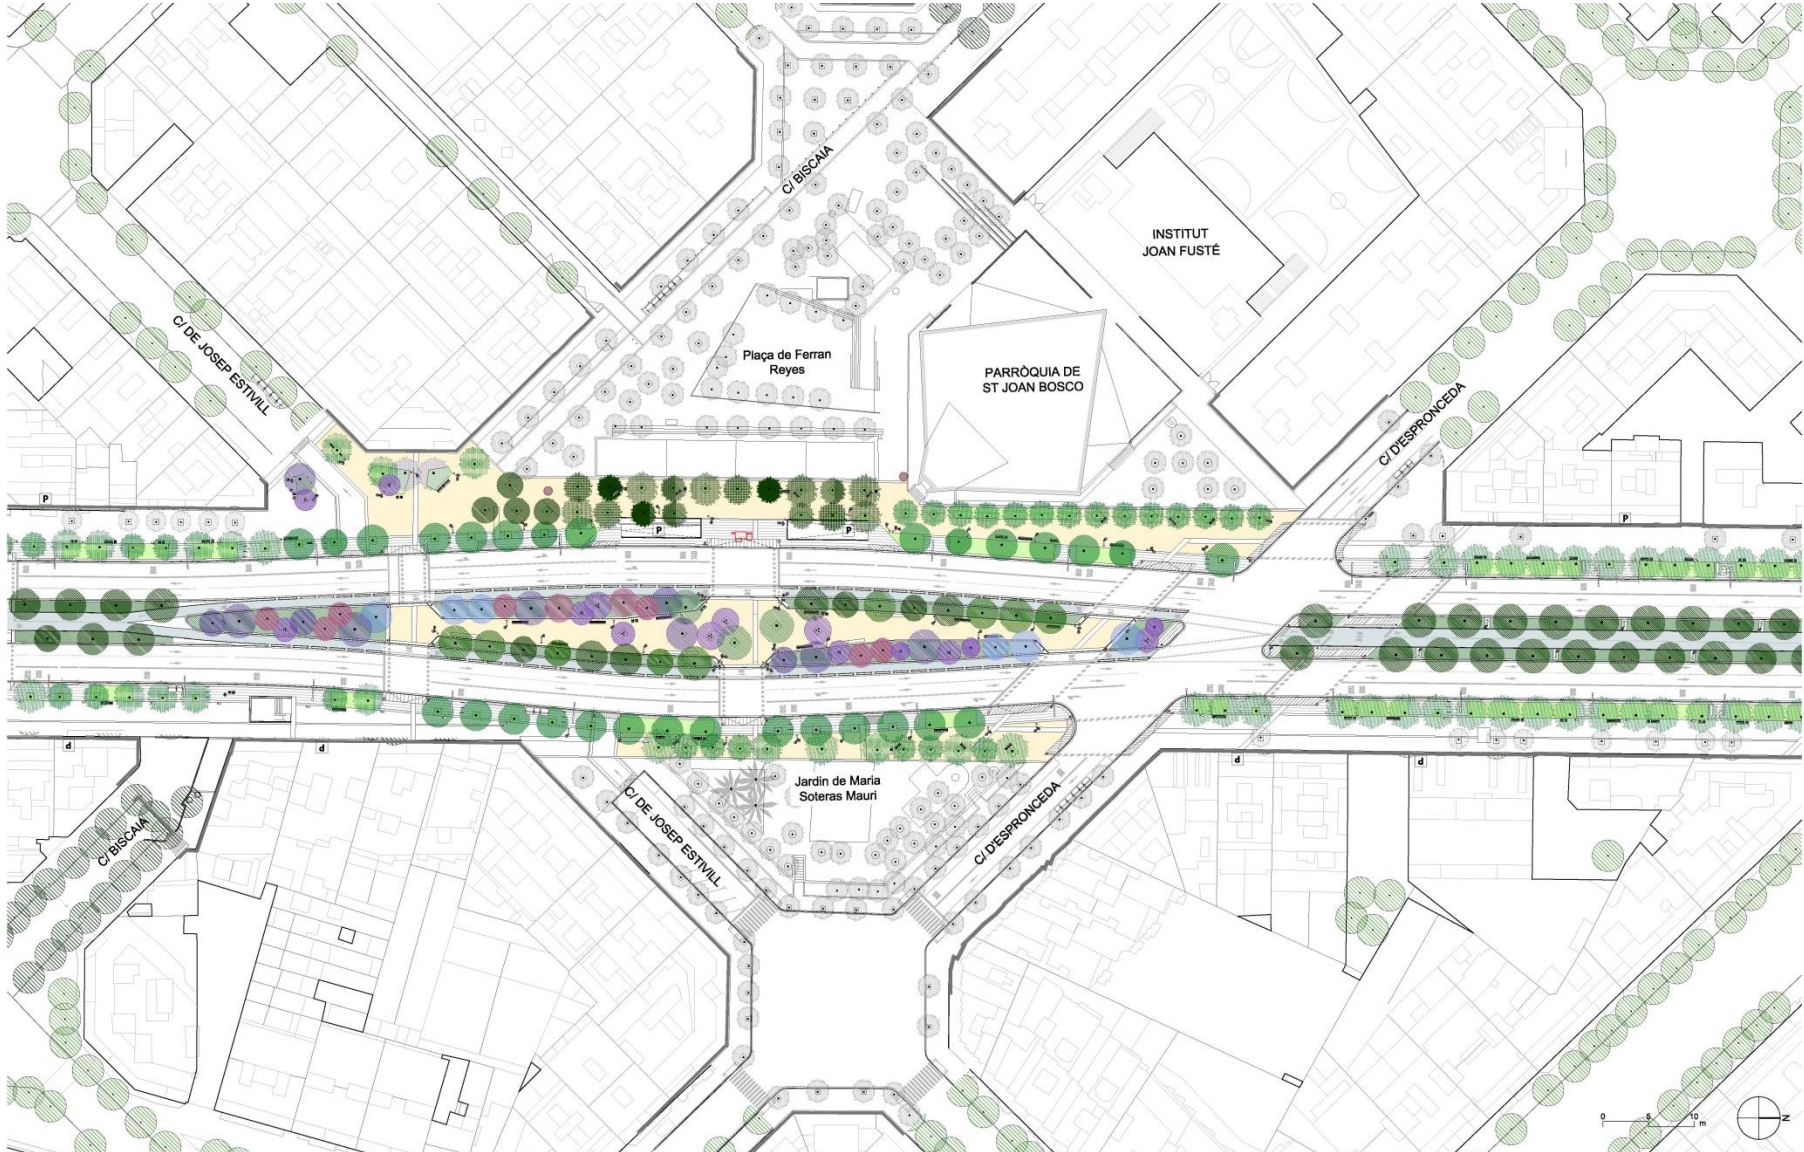 C/ BISCAIA
INSTITUT
JOAN FUSTÉ
C/ DE JOSEP ESTIVILL
Plaça de Ferran
Reyes
PARRÒQUIA DE
ST JOAN BOSCO
C/ D'ESPRONCEDA
P
P
P
P
P
P
P
P
Jardin de Maria
Soteras Mauri
C/ BISCAIA
C/ DE JOSEP ESTIVILL
C/ D'ESPRONCEDA
0 5 10
m
N